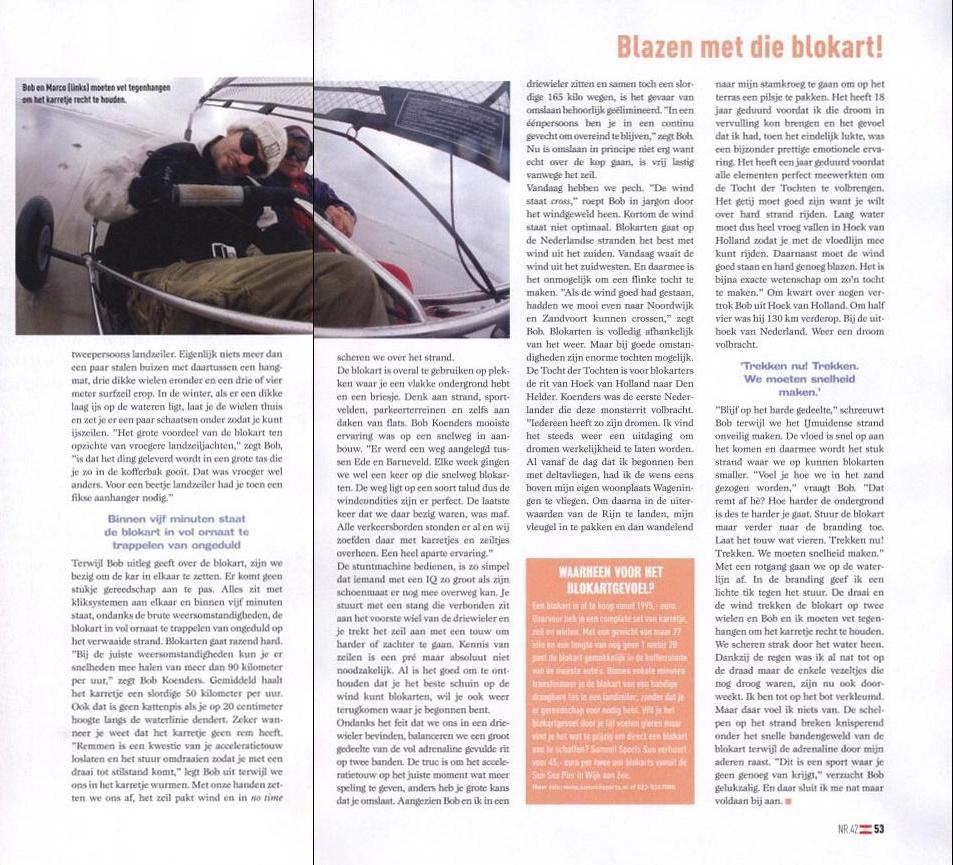 Blazen met die blokart!
Bob en Marco (links) moeten vet tegenhangen
om het karretje recht te houden.
tweepersoons landzeiler. Eigenlijk niets meer dan
een paar stalen buizen met daartussen een hang-
mat, drie dikke wielen eronder en een drie of vier
meter surfzeil erop. In de winter, als er een dikke
laag ijs op de wateren ligt, laat je de wielen thuis
en zet je er een paar schaatsen onder zodat je kunt
ijszeilen. "Het grote voordeel van de blokart ten
opzichte van vroegere landzeiljachten," zegt Bob,
"is dat het ding geleverd wordt in een grote tas die
je zo in de kofferbak gooit. Dat was vroeger wel
anders. Voor een beetje landzeiler had je toen een
fikse aanhanger nodig."
Binnen vijf minuten staat
de blokart in vol ornaat te
trappelen van ongeduld
Terwijl Bob uitleg geeft over de blokart, zijn we
bezig om de kar in elkaar te zetten. Er komt geen
stukje gereedschap aan te pas. Alles zit met
kliksystemen aan elkaar en binnen vijf minuten
staat, ondanks de brute weersomstandigheden, de
blokart in vol ornaat te trappelen van ongeduld op
het verwaaide strand. Blokarten gaat razend hard.
"Bij de juiste weersomstandigheden kun je er
snelheden mee halen van meer dan 90 kilometer
per uur," zegt Bob Koenders. Gemiddeld haalt
het karretje een slordige 50 kilometer per uur.
Ook dat is geen kattenpis als je op 20 centimeter
hoogte langs de waterlinie dendert. Zeker wan-
neer je weet dat het karretje geen rem heeft.
"Remmen is een kwestie van je acceleratietouw
loslaten en het stuur omdraaien zodat je met een
draai tot stilstand komt," legt Bob uit terwijl we
ons in het karretje wurmen. Met onze handen zet-
ten we ons af, het zeil pakt wind en in no time
scheren we over het strand.
De blokart is overal te gebruiken op plek-
ken waar je een vlakke ondergrond hebt
en een briesje. Denk aan strand, sport-
velden, parkeerterreinen en zelfs aan
daken van flats. Bob Koenders mooiste
ervaring was op een snelweg in aan-
bouw. "Er werd een weg aangelegd tus-
sen Ede en Barneveld. Elke week gingen
we wel een keer op die snelweg blokar-
ten. De weg ligt op een soort talud dus de
windcondities zijn er perfect. De laatste
keer dat we daar bezig waren, was maf.
Alle verkeersborden stonden er al en wij
zoefden daar met karretjes en zeiltjes
overheen. Een heel aparte ervaring."
De stuntmachine bedienen, is zo simpel
dat iemand met een IQ zo groot als zijn
schoenmaat er nog mee overweg kan. Je
stuurt met een stang die verbonden zit
aan het voorste wiel van de driewieler en
je trekt het zeil aan met een touw om
harder of zachter te gaan. Kennis van
zeilen is een pré maar absoluut niet
noodzakelijk. Al is het goed om te ont-
houden dat je het beste schuin op de
wind kunt blokarten, wil je ook weer
terugkomen waar je begonnen bent.
Ondanks het feit dat we ons in een drie-
wieler bevinden, balanceren we een groot
gedeelte van de vol adrenaline gevulde rit
op twee banden. De truc is om het accele-
ratietouw op het juiste moment wat meer
speling te geven, anders heb je grote kans
dat je omslaat. Aangezien Bob en ik in een
driewieler zitten en samen toch een slor-
dige 165 kilo wegen, is het gevaar van
omslaan behoorlijk geëlimineerd. "In een
éénpersoons ben je in een continu
gevecht om overeind te blijven," zegt Bob.
Nu is omslaan in principe niet erg want
echt over de kop gaan, is vrij lastig
vanwege het zeil.
Vandaag hebben we pech. "De wind
staat cross," roept Bob in jargon door
het windgeweld heen. Kortom de wind
staat niet optimaal. Blokarten gaat op
de Nederlandse stranden het best met
wind uit het zuiden. Vandaag waait de
wind uit het zuidwesten. En daarmee is
het onmogelijk om een flinke tocht te
maken. "Als de wind goed had gestaan,
hadden we mooi even naar Noordwijk
en Zandvoort kunnen crossen," zegt
Bob. Blokarten is volledig afhankelijk
van het weer. Maar bij goede omstan-
digheden zijn enorme tochten mogelijk.
De Tocht der Tochten is voor blokarters
de rit van Hoek van Holland naar Den
Helder. Koenders was de eerste Neder-
lander die deze monsterrit volbracht.
"Iedereen heeft zo zijn dromen. Ik vind
het steeds weer een uitdaging om
dromen werkelijkheid te laten worden.
Al vanaf de dag dat ik begonnen ben
met deltavliegen, had ik de wens eens
boven mijn eigen woonplaats Wagenin-
gen te vliegen. Om daarna in de uiter-
waarden van de Rijn te landen, mijn
vleugel in te pakken en dan wandelend
WAARHEEN VOOR HET
BLOKARTGEVOEL?
Een blokart is al te koop vanaf 1995,- euro.
Daarvoor heb je een complete set van karretje,
zeil en wielen. Met een gewicht van maar 27
kilo en een lengte van nog geen 1 meter 20
past de blokart gemakkelijk in de kofferruimte
van de meeste auto's. Binnen enkele minuten
transformeer je de blokart van een handige
draagbare tas in een landzeiler, zonder dat je
er gereedschap voor nodig hebt. Wil je het
blokartgevoel door je lijf voelen gieren maar
vind je het wat te prijzig om direct een blokart
aan te schaffen? Summit Sports Sun verhuurt
voor 45,- euro per twee uur blokarts vanuit de
Sun Sea Pier in Wijk aan Zee.
Meer info: www.summitsports.nl of
naar mijn stamkroeg te gaan om op het
terras een pilsje te pakken. Het heeft 18
jaar geduurd voordat ik die droom in
vervulling kon brengen en het gevoel
dat ik had, toen het eindelijk lukte, was
een bijzonder prettige emotionele erva-
ring. Het heeft een jaar geduurd voordat
alle elementen perfect meewerkten om
de Tocht der Tochten te volbrengen.
Het getij moet goed zijn want je wilt
over hard strand rijden. Laag water
moet dus heel vroeg vallen in Hoek van
Holland zodat je met de vloedlijn mee
kunt rijden. Daarnaast moet de wind
goed staan en hard genoeg blazen. Het is
bijna exacte wetenschap om zo'n tocht
te maken." Om kwart over negen ver-
trok Bob uit Hoek van Holland. Om half
vier was hij 130 km verderop. Bij de uit-
hoek van Nederland. Weer een droom
volbracht.
'Trekken nu! Trekken.
We moeten snelheid
maken.'
"Blijf op het harde gedeelte," schreeuwt
Bob terwijl we het IJmuidense strand
onveilig maken. De vloed is snel op aan
het komen en daarmee wordt het stuk
strand waar we op kunnen blokarten
smaller. "Voel je hoe we in het zand
gezogen worden," vraagt Bob. "Dat
remt af hè? Hoe harder de ondergrond
is des te harder je gaat. Stuur de blokart
maar verder naar de branding toe.
Laat het touw wat vieren. Trekken nu!
Trekken. We moeten snelheid maken."
Met een rotgang gaan we op de water-
lijn af. In de branding geef ik een
lichte tik tegen het stuur. De draai en
de wind trekken de blokart op twee
wielen en Bob en ik moeten vet tegen-
hangen om het karretje recht te houden.
We scheren strak door het water heen.
Dankzij de regen was ik al nat tot op
de draad maar de enkele vezeltjes die
nog droog waren, zijn nu ook door-
weekt. Ik ben tot op het bot verkleumd.
Maar daar voel ik niets van. De schel-
pen op het strand breken knisperend
onder het snelle bandengeweld van de
blokart terwijl de adrenaline door mijn
aderen raast. "Dit is een sport waar je
geen genoeg van krijgt," verzucht Bob
gelukzalig. En daar sluit ik me nat maar
voldaan bij aan.
NR.42 53